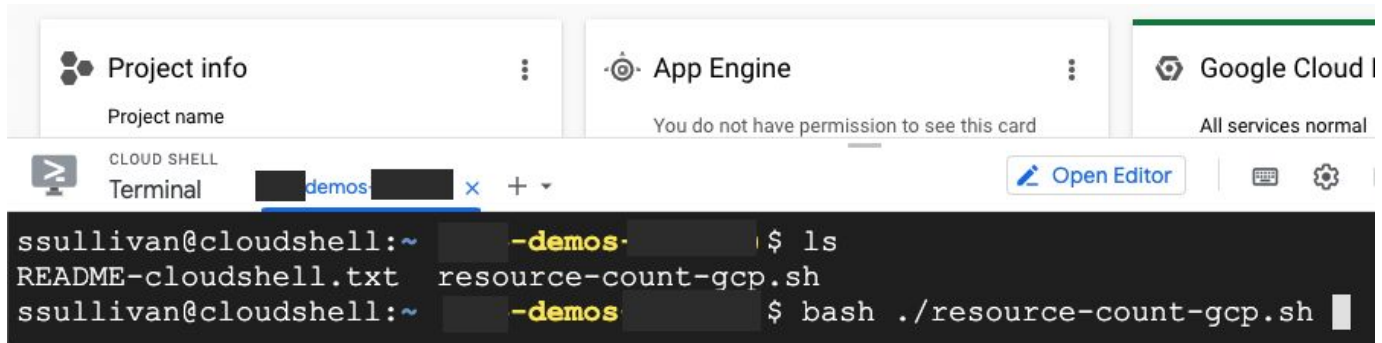 Project info
App Engine
Google Cloud
Project name
You do not have permission to see this card
All services normal
CLOUD SHELL
Terminal
demos-
Open Editor
ssullivan@cloudshell:~ -demos- $ ls
README-cloudshell.txt resource-count-gcp.sh
ssullivan@cloudshell:~ -demos $ bash ./resource-count-gcp.sh